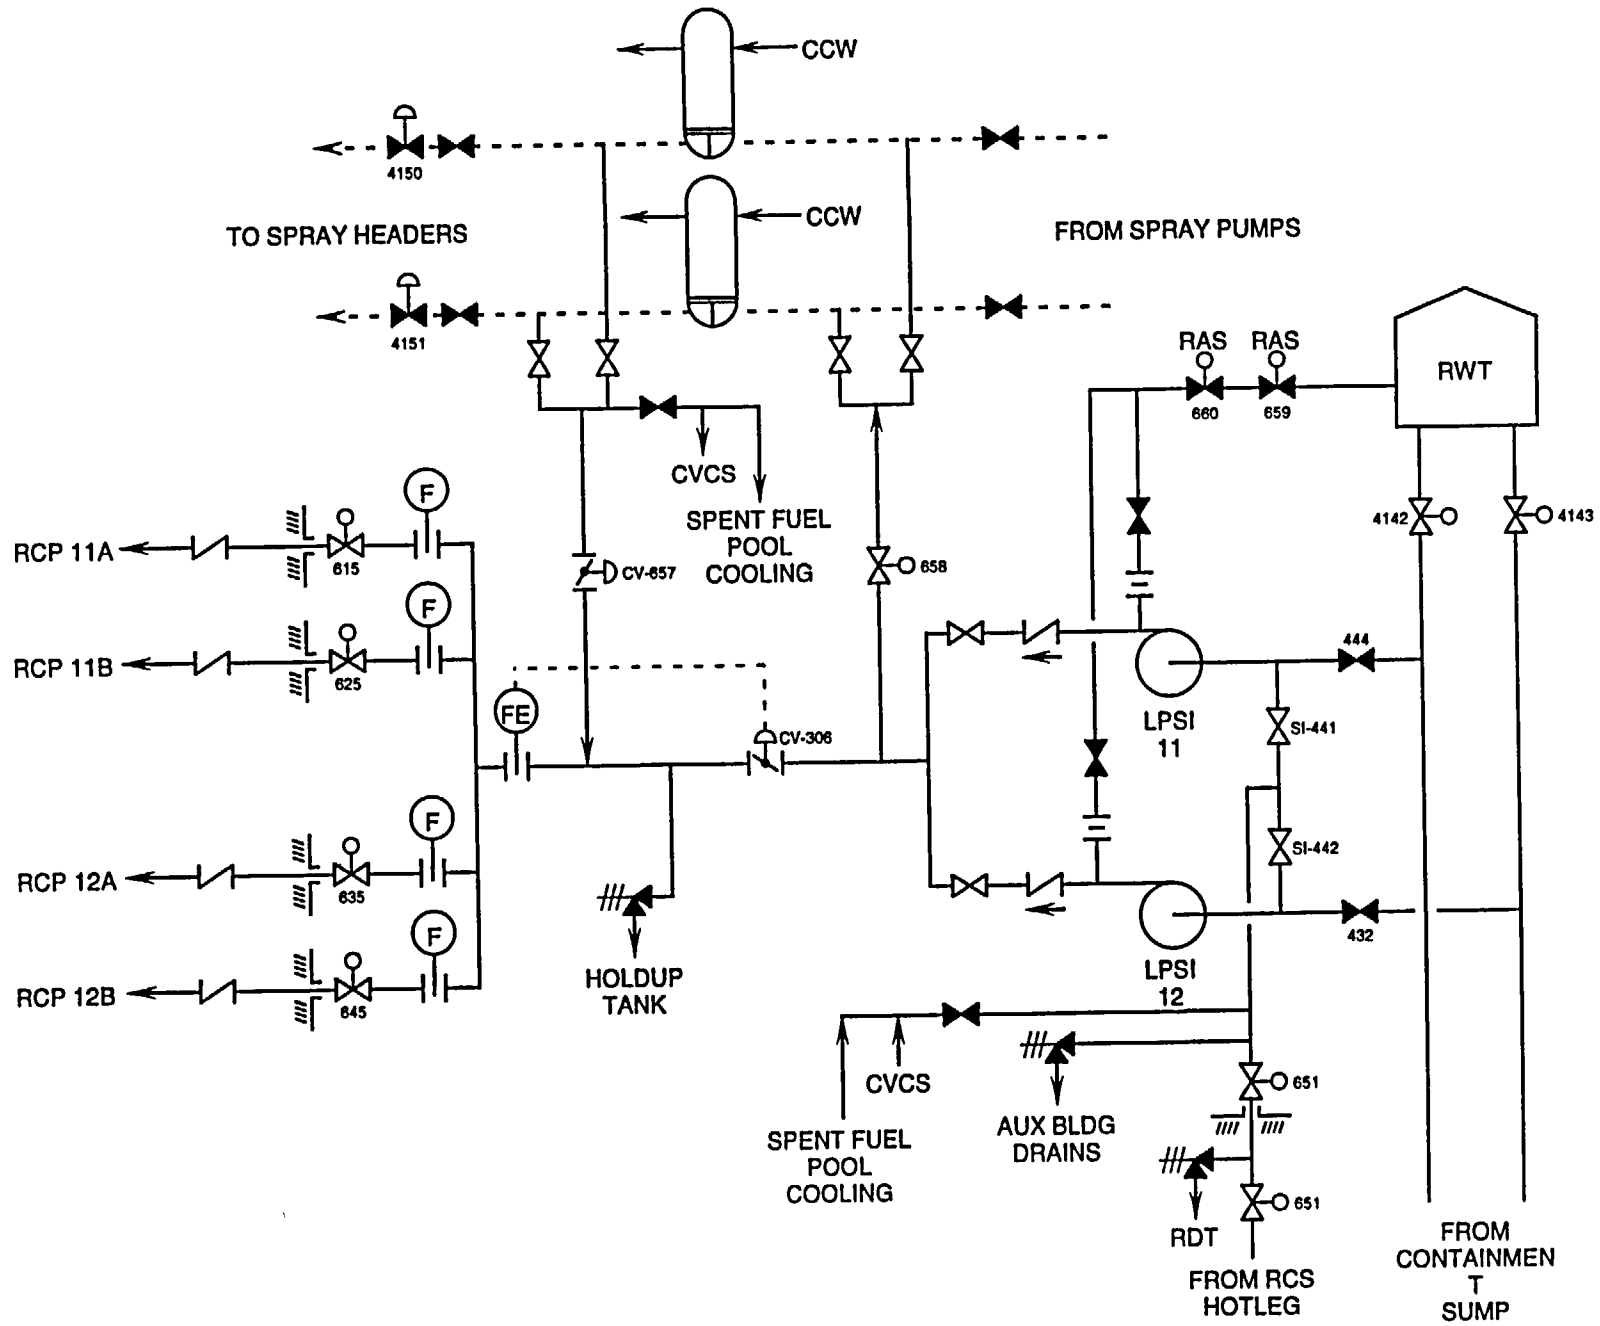 CCW
4150
CCW
TO SPRAY HEADERS
FROM SPRAY PUMPS
4151
RAS
RAS
RWT
660
659
CVCS
SPENT FUEL
POOL
COOLING
F
4142
4143
RCP 11A
615
CV-657
658
F
RCP 11B
625
444
FE
CV-306
LPSI
11
SI-441
F
SI-442
RCP 12A
635
432
F
HOLDUP
TANK
LPSI
12
RCP 12B
645
CVCS
651
SPENT FUEL
POOL
COOLING
AUX BLDG
DRAINS
651
RDT
FROM RCS
HOTLEG
FROM
CONTAINMEN
T
SUMP